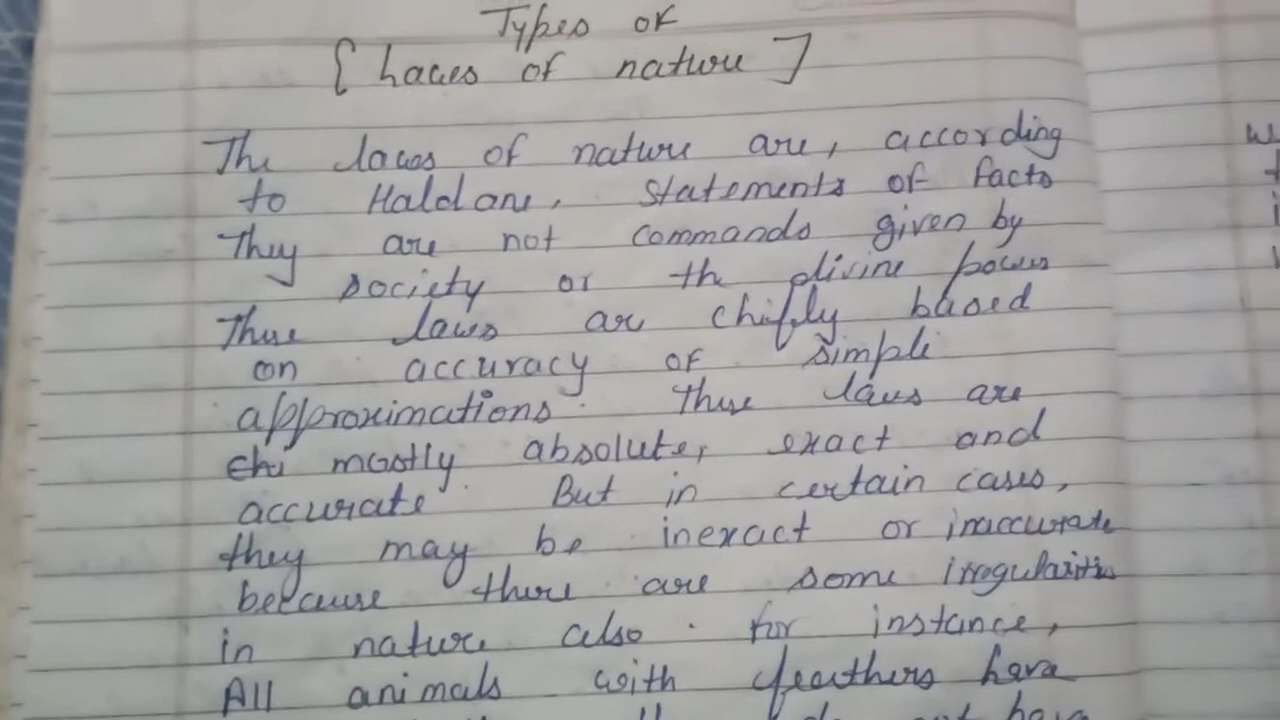 Types of
[ Laws of nature ]
The laws of nature are, according
to Haldane, statements of facts
They are not commands given by
society or the divine power
These laws are chiefly based
on accuracy of simple
approximations. These laws are
mostly absolute, exact and
accurate. But in certain cases,
they may be inexact or inaccurate
because there are some irregularities
in nature also. for instance,
All animals with feathers have